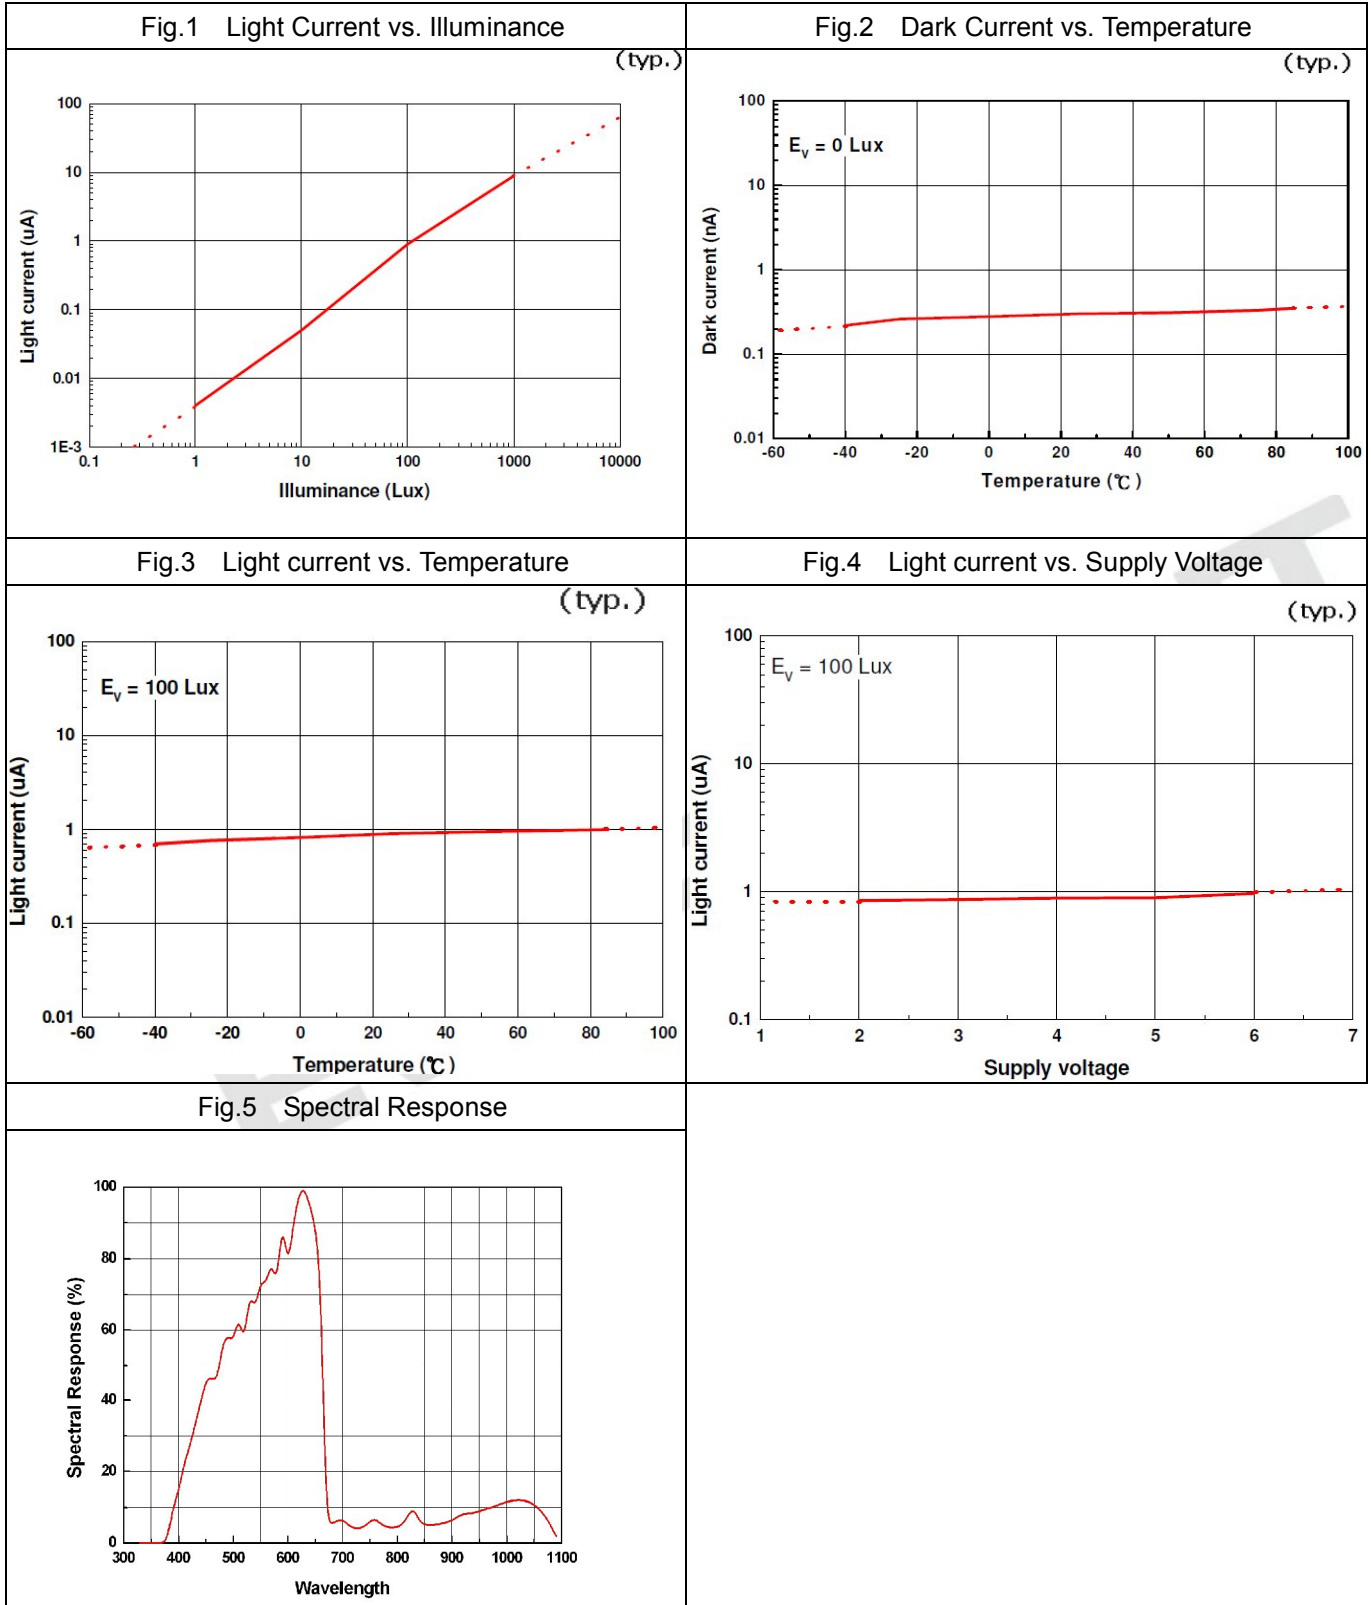 Fig.1 Light Current vs. Illuminance
(typ.)
100
10
1
0.1
0.01
1E-3
0.1 1 10 100 1000 10000
Light current (uA)
Illuminance (Lux)
Fig.2 Dark Current vs. Temperature
(typ.)
Ev = 0 Lux
100
10
1
0.1
0.01
-60 -40 -20 0 20 40 60 80 100
Dark current (nA)
Temperature (℃)
Fig.3 Light current vs. Temperature
(typ.)
Ev = 100 Lux
100
10
1
0.1
0.01
-60 -40 -20 0 20 40 60 80 100
Light current (uA)
Temperature (℃)
Fig.4 Light current vs. Supply Voltage
(typ.)
Ev = 100 Lux
100
10
1
0.1
1 2 3 4 5 6 7
Light current (uA)
Supply voltage
Fig.5 Spectral Response
100
80
60
40
20
0
300 400 500 600 700 800 900 1000 1100
Spectral Response (%)
Wavelength